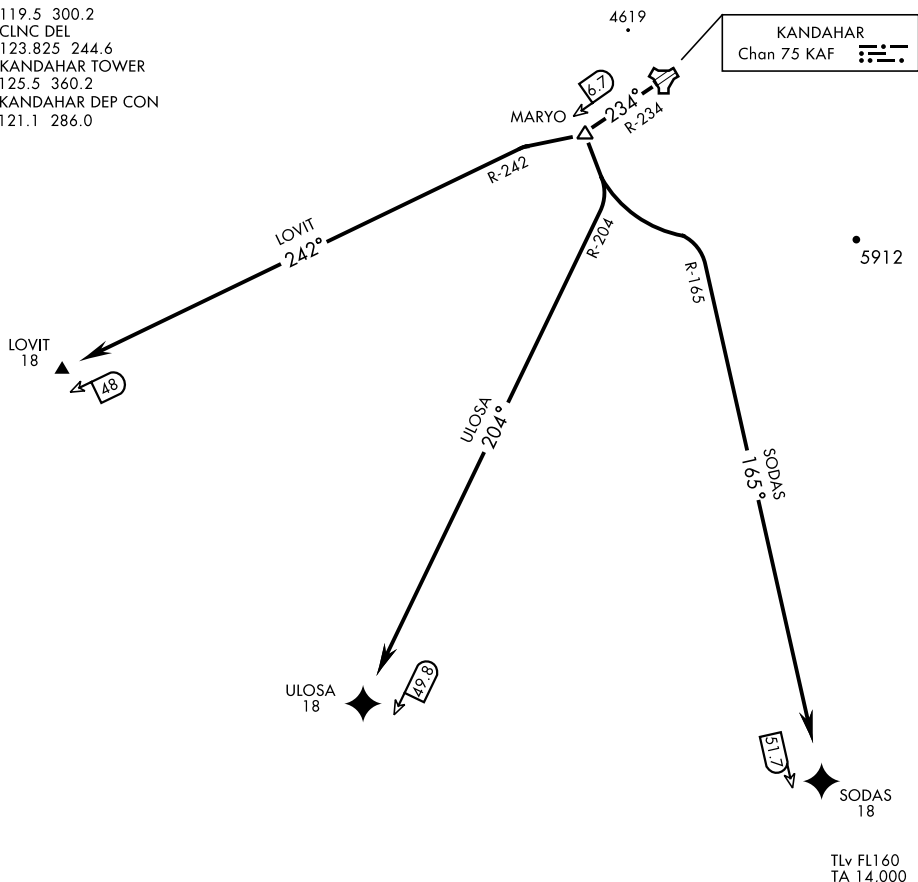 119.5 300.2
CLNC DEL
123.825 244.6
KANDAHAR TOWER
125.5 360.2
KANDAHAR DEP CON
121.1 286.0
4619
KANDAHAR
Chan 75 KAF
6.7
MARYO
234°
R-234
R-242
LOVIT
242°
R-204
R-165
5912
LOVIT
18
48
ULOSA
204°
SODAS
165°
ULOSA
18
49.8
51.7
SODAS
18
TLv FL160
TA 14.000